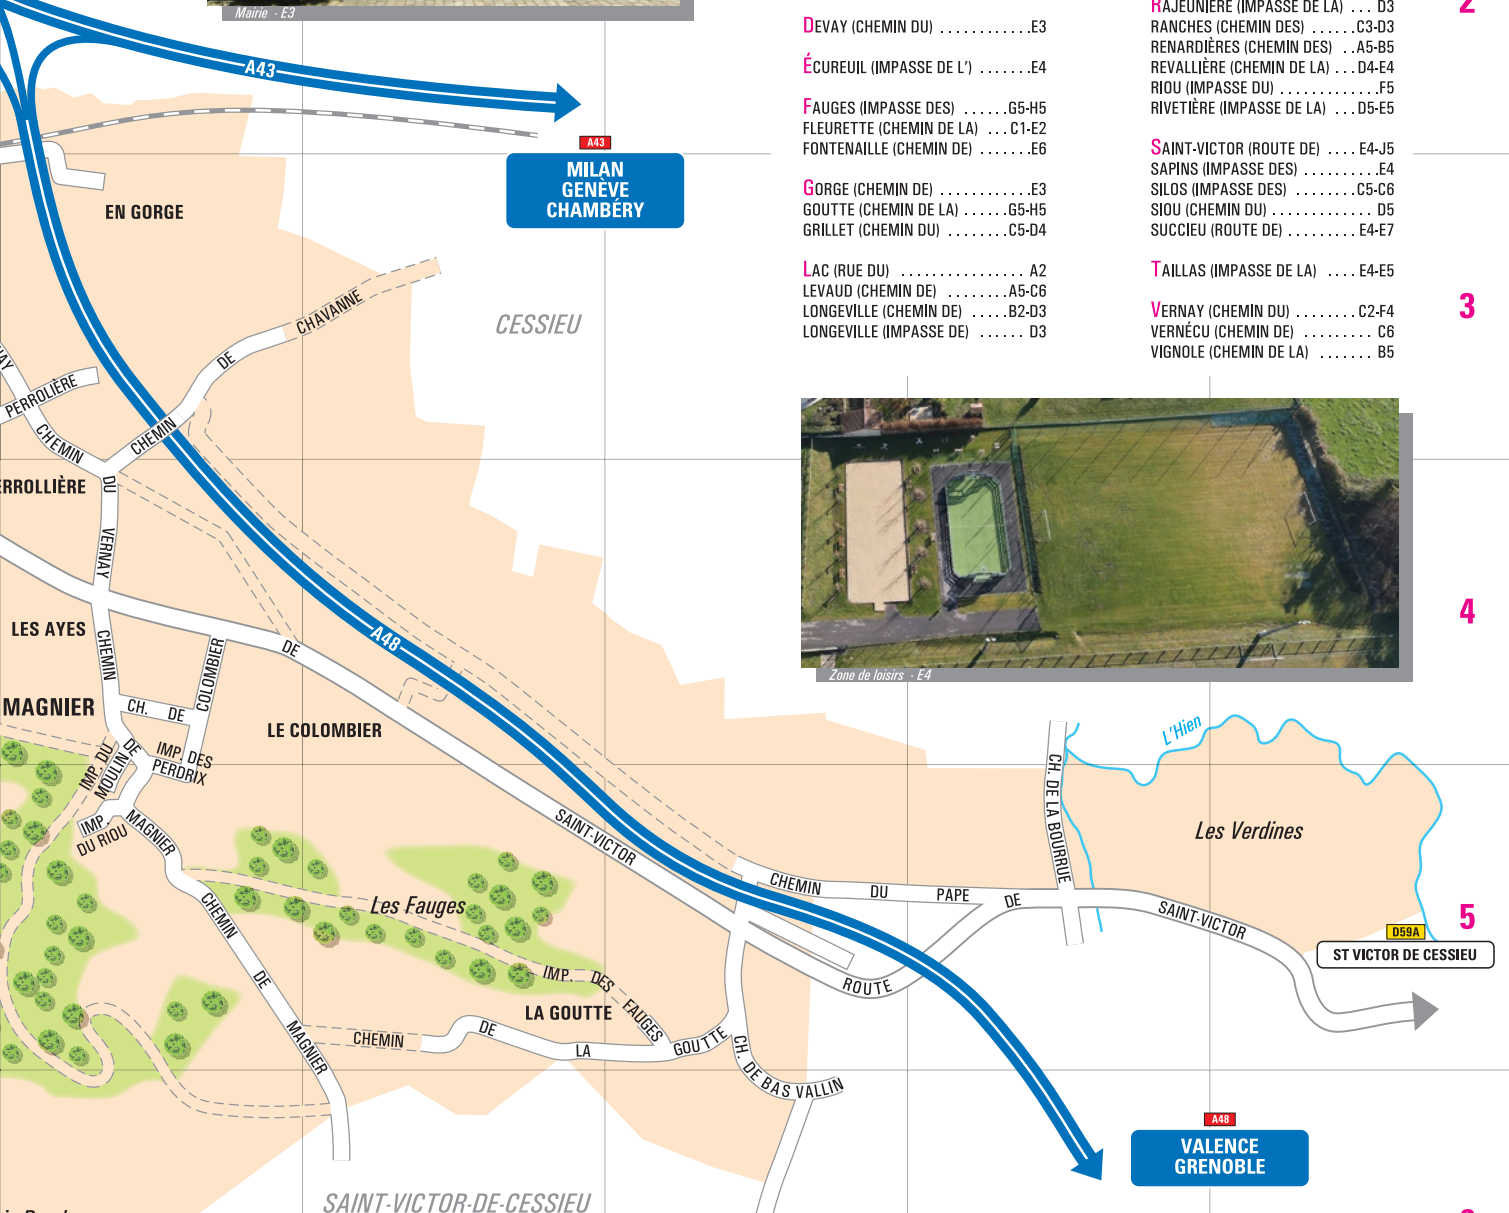 Mairie - E3
DEVAY (CHEMIN DU) ............E3
ÉCUREUIL (IMPASSE DE L') .......E4
FAUGES (IMPASSE DES) ......G5-H5
FLEURETTE (CHEMIN DE LA) ...C1-E2
FONTENAILLE (CHEMIN DE) .......E6
GORGE (CHEMIN DE) .............E3
GOUTTE (CHEMIN DE LA) ......G5-H5
GRILLET (CHEMIN DU) ........C5-D4
LAC (RUE DU) ................ A2
LEVAUD (CHEMIN DE) ........A5-C6
LONGEVILLE (CHEMIN DE) ......B2-D3
LONGEVILLE (IMPASSE DE) ...... D3
RAJEUNIÈRE (IMPASSE DE LA) ... D3
RANCHES (CHEMIN DES) ......C3-D3
RENARDIÈRES (CHEMIN DES) ..A5-B5
REVALLIÈRE (CHEMIN DE LA) ...D4-E4
RIOU (IMPASSE DU) .............F5
RIVETIÈRE (IMPASSE DE LA) ...D5-E5
SAINT-VICTOR (ROUTE DE) .... E4-J5
SAPINS (IMPASSE DES) ..........E4
SILOS (IMPASSE DES) ........C5-C6
SIOU (CHEMIN DU) .............. D5
SUCCIEU (ROUTE DE) ......... E4-E7
TAILLAS (IMPASSE DE LA) .... E4-E5
VERNAY (CHEMIN DU) ........C2-F4
VERNÉCU (CHEMIN DE) ......... C6
VIGNOLE (CHEMIN DE LA) ....... B5
2
3
4
5
A43
A43
MILAN
GENÈVE
CHAMBÉRY
EN GORGE
CESSIEU
CHEMIN DE CHAVANNE
PERROLIÈRE
CHEMIN DU VERNAY
LES AYES
CHEMIN
MAGNIER
CH. DE COLOMBIER
DE
A48
LE COLOMBIER
IMP. DES
PERDRIX
IMP. DU
MOULIN
DE
IMP.
DU RIOU
MAGNIER
CHEMIN DE MAGNIER
SAINT-VICTOR
Les Fauges
IMP. DES FAUGES
LA GOUTTE
CHEMIN DE LA GOUTTE
CH. DE BAS VALLIN
CHEMIN DU PAPE
ROUTE DE SAINT-VICTOR
CH. DE LA BOURRUE
L'Hien
Les Verdines
D59A
ST VICTOR DE CESSIEU
A48
VALENCE
GRENOBLE
SAINT-VICTOR-DE-CESSIEU
Zone de loisirs - E4